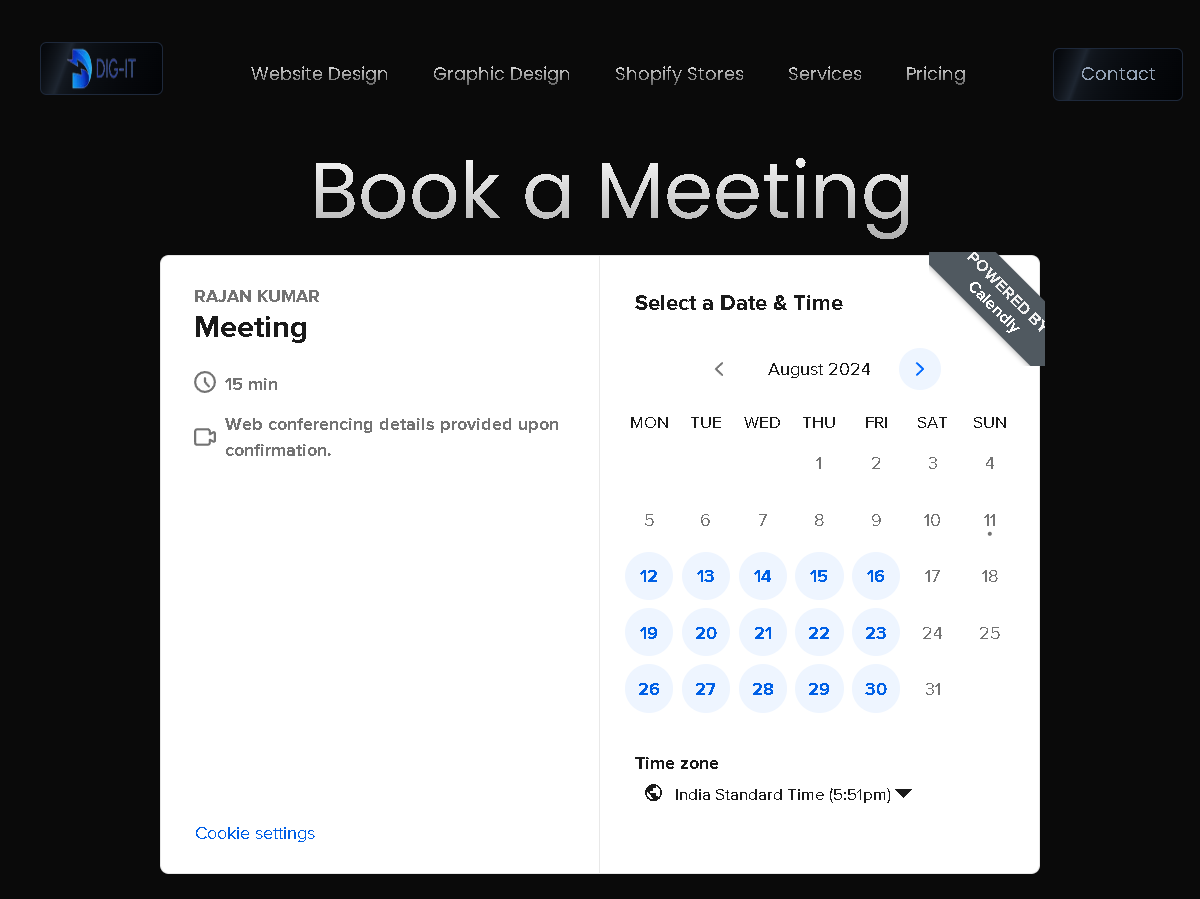 DIG-IT
Website Design
Graphic Design
Shopify Stores
Services
Pricing
Contact
Book a Meeting
RAJAN KUMAR
Meeting
15 min
Web conferencing details provided upon
confirmation.
Cookie settings
POWERED BY
Calendly
Select a Date & Time
August 2024
MON TUE WED THU FRI SAT SUN
1 2 3 4
5 6 7 8 9 10 11
12 13 14 15 16 17 18
19 20 21 22 23 24 25
26 27 28 29 30 31
Time zone
India Standard Time (5:51pm)